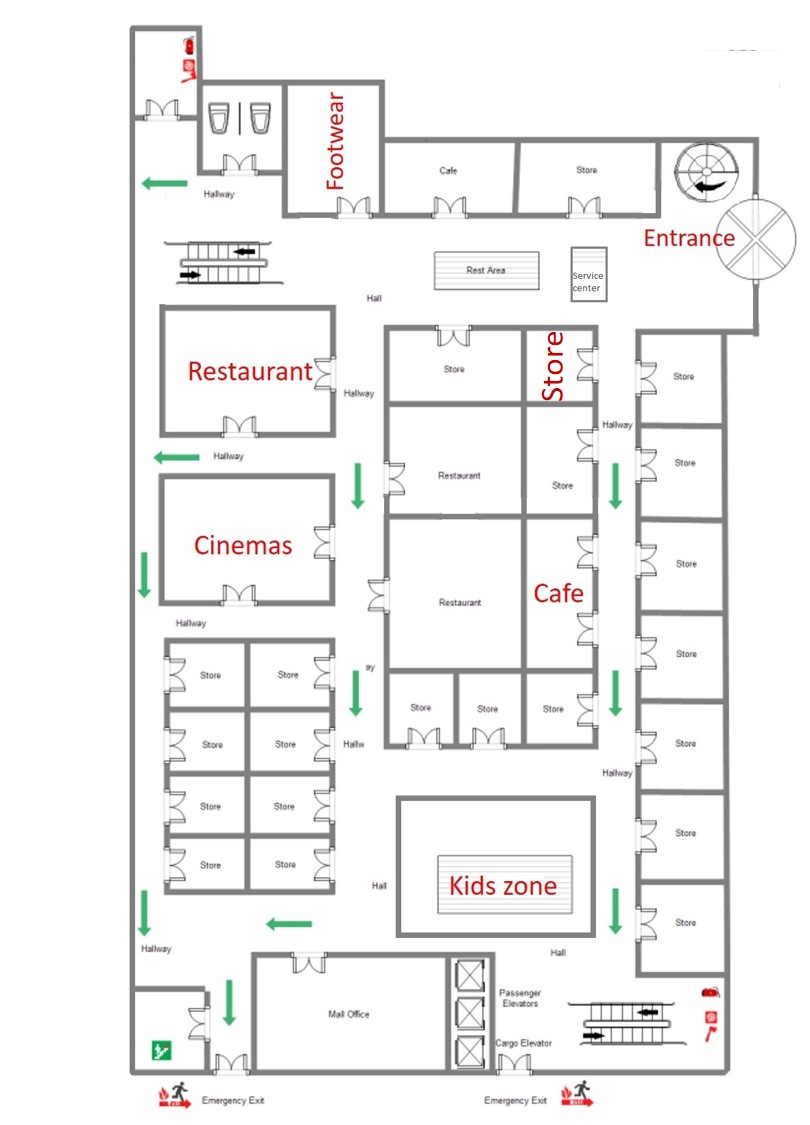 Footwear
Cafe
Store
Hallway
Entrance
Rest Area
Service
center
Hall
Restaurant
Store
Store
Store
Hallway
Hallway
Hallway
Restaurant
Store
Store
Cinemas
Store
Restaurant
Cafe
Hallway
Store
ay
Store
Store
Store
Store
Store
Store
Store
Hallw
Store
Hallway
Store
Store
Store
Store
Store
Hall
Kids zone
Store
Hallway
Hall
Passenger
Elevators
Mall Office
Cargo Elevator
Emergency Exit
Emergency Exit